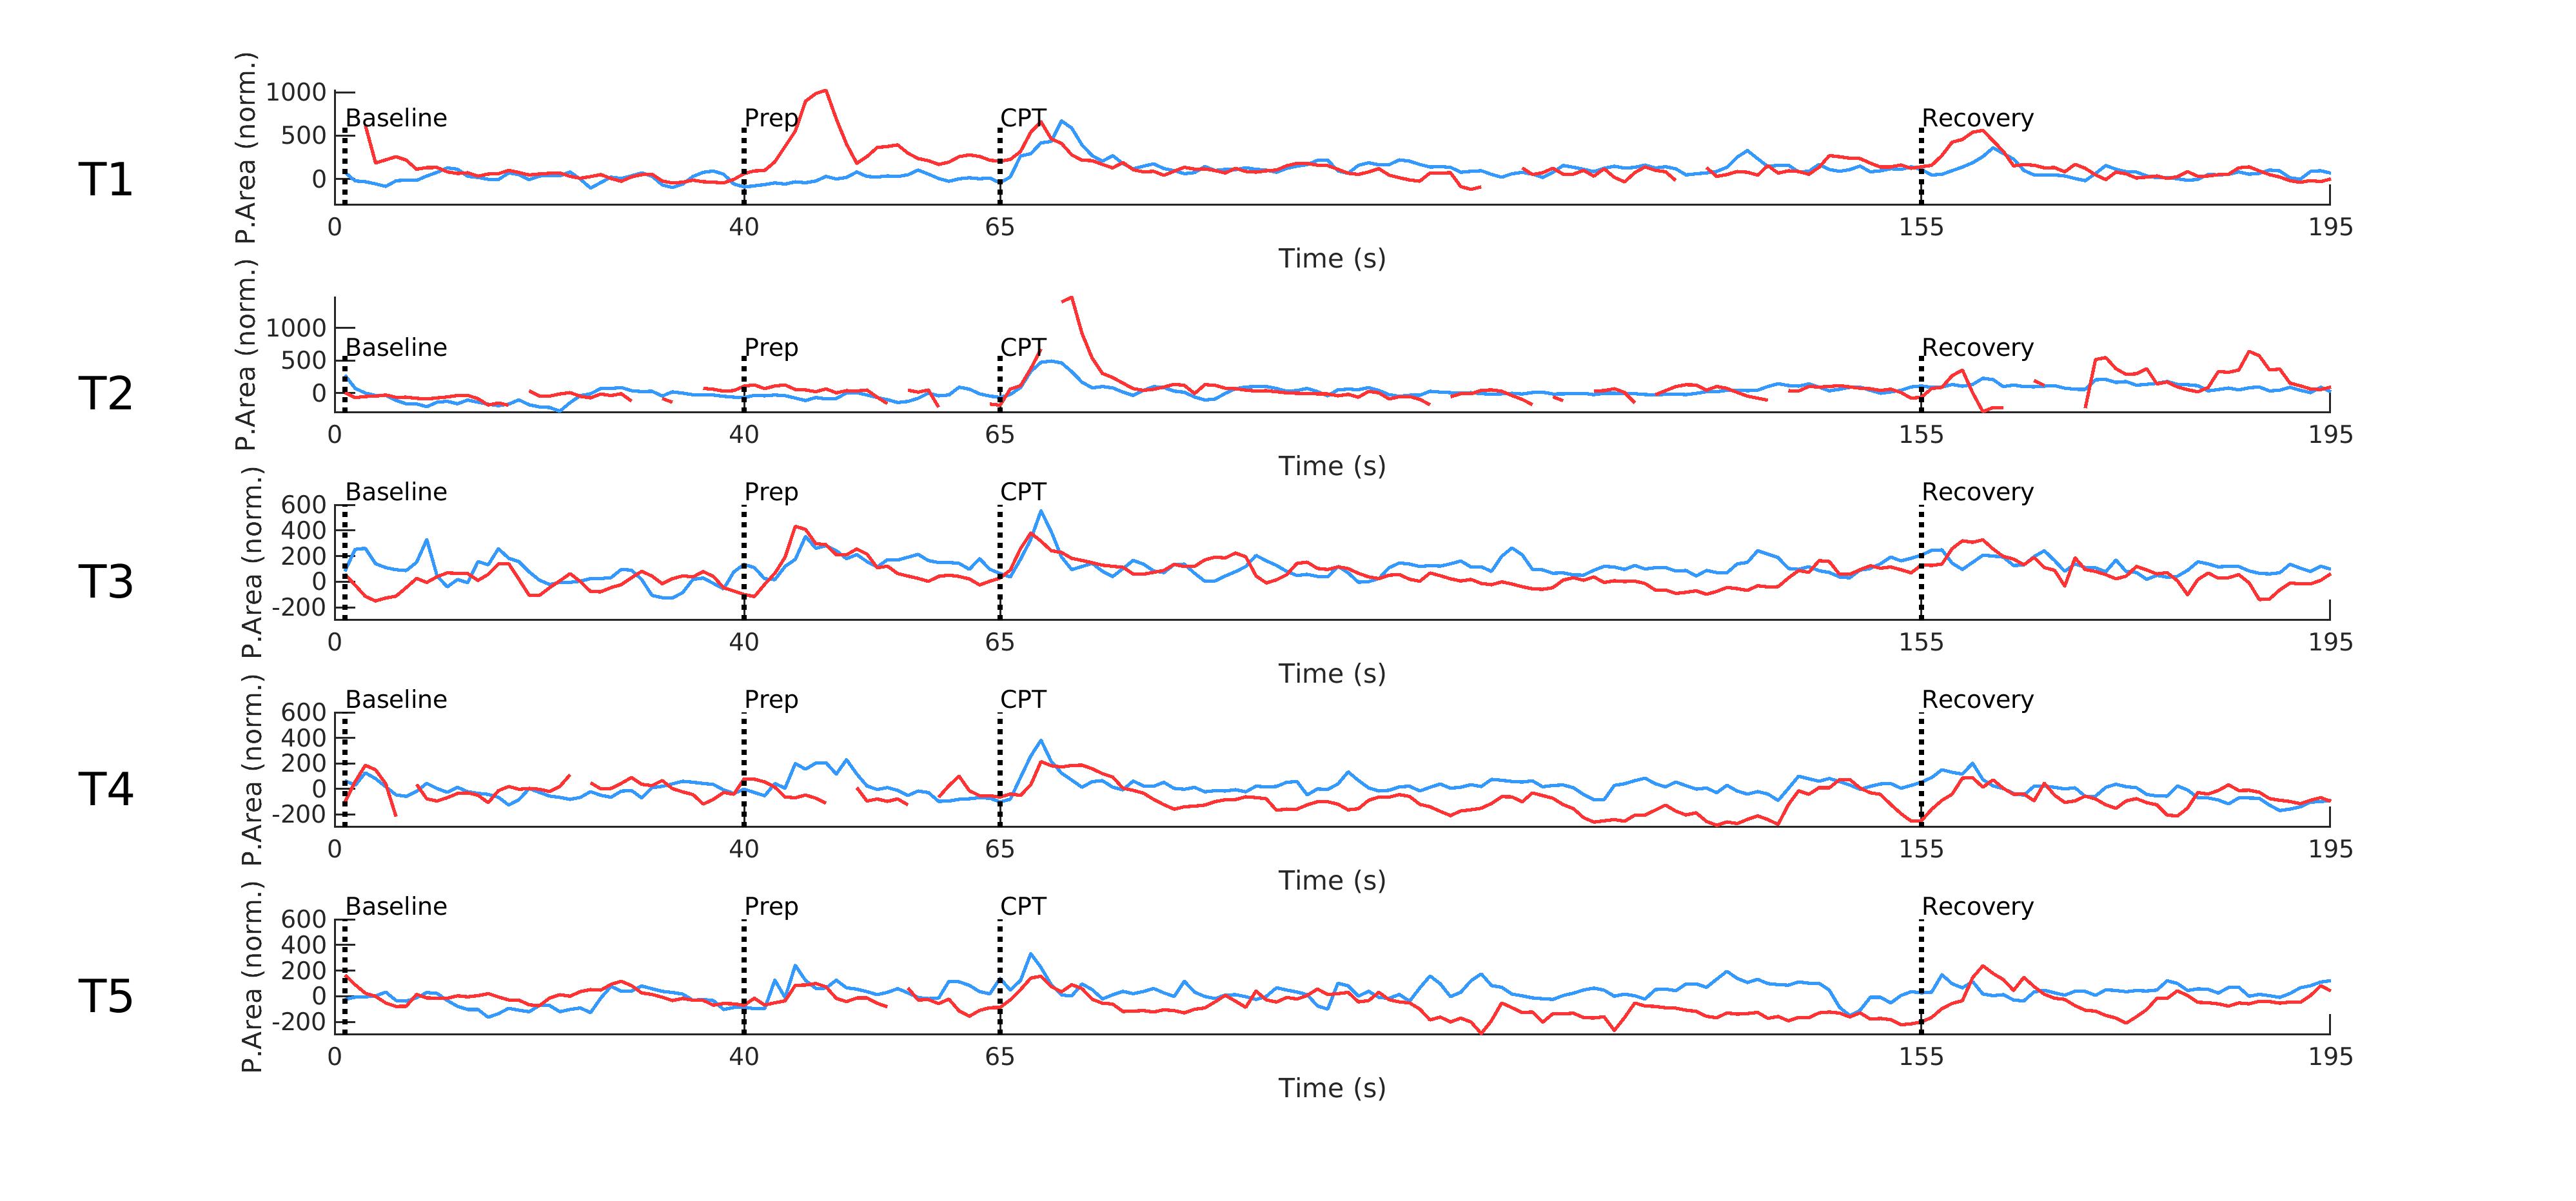 T1
P.Area (norm.)
1000
500
0
Baseline
Prep
CPT
Recovery
0 40 65 155 195
Time (s)
T2
P.Area (norm.)
1000
500
0
Baseline
Prep
CPT
Recovery
0 40 65 155 195
Time (s)
T3
P.Area (norm.)
600
400
200
0
-200
Baseline
Prep
CPT
Recovery
0 40 65 155 195
Time (s)
T4
P.Area (norm.)
600
400
200
0
-200
Baseline
Prep
CPT
Recovery
0 40 65 155 195
Time (s)
T5
P.Area (norm.)
600
400
200
0
-200
Baseline
Prep
CPT
Recovery
0 40 65 155 195
Time (s)